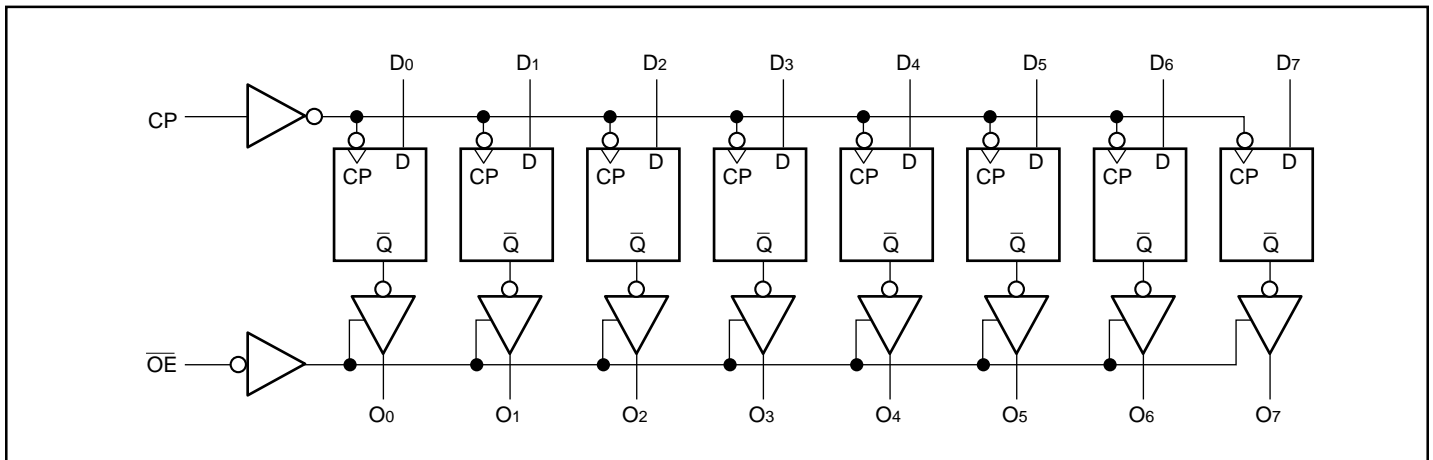 D0 D1 D2 D3 D4 D5 D6 D7
CP
CP D CP D CP D CP D CP D CP D CP D CP D
Q̅ Q̅ Q̅ Q̅ Q̅ Q̅ Q̅ Q̅
O̅E̅
O0 O1 O2 O3 O4 O5 O6 O7